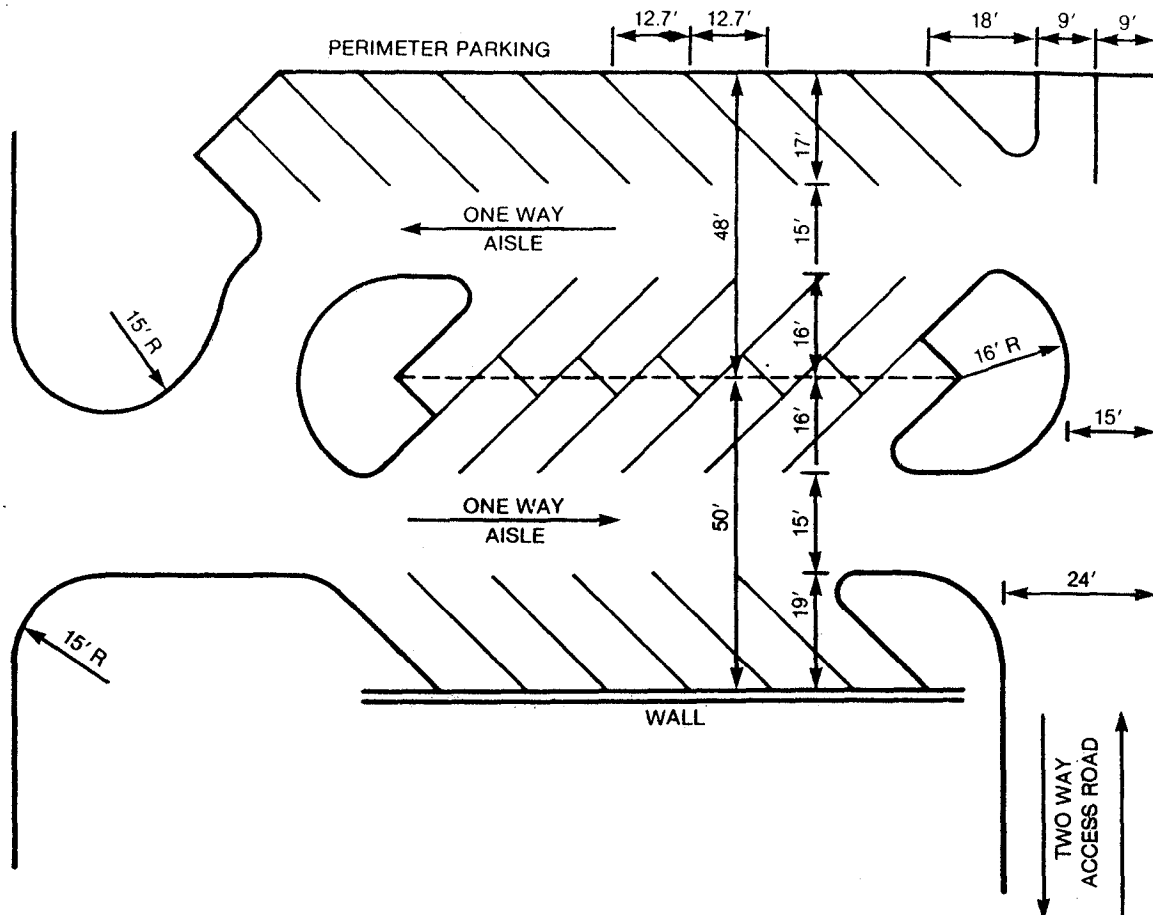 12.7' 12.7' 18' 9' 9'
PERIMETER PARKING
17'
48'
ONE WAY
AISLE
15'
15' R
16'
16' R
16'
15'
ONE WAY
AISLE
50'
15'
24'
19'
15' R
WALL
TWO WAY
ACCESS ROAD